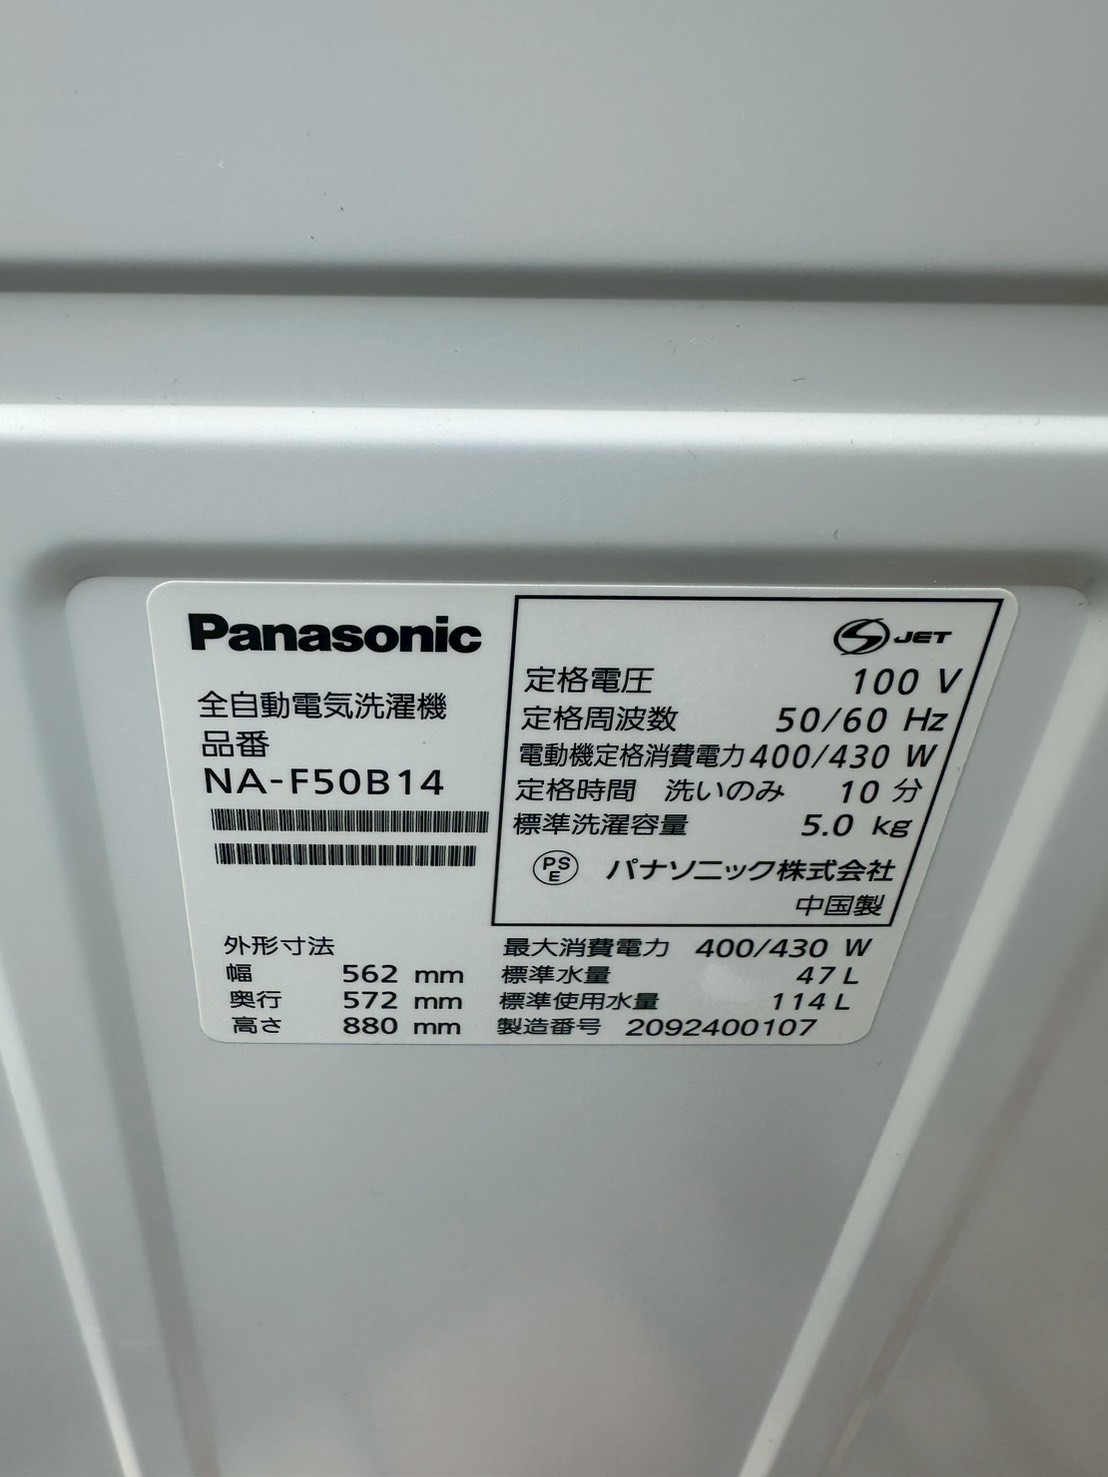 Panasonic
全自動電気洗濯機
品番
NA-F50B14
S JET
定格電圧 100 V
定格周波数 50/60 Hz
電動機定格消費電力 400/430 W
定格時間 洗いのみ 10 分
標準洗濯容量 5.0 kg
PSE パナソニック株式会社
中国製
外形寸法
幅 562 mm
奥行 572 mm
高さ 880 mm
最大消費電力 400/430 W
標準水量 47 L
標準使用水量 114 L
製造番号 2092400107